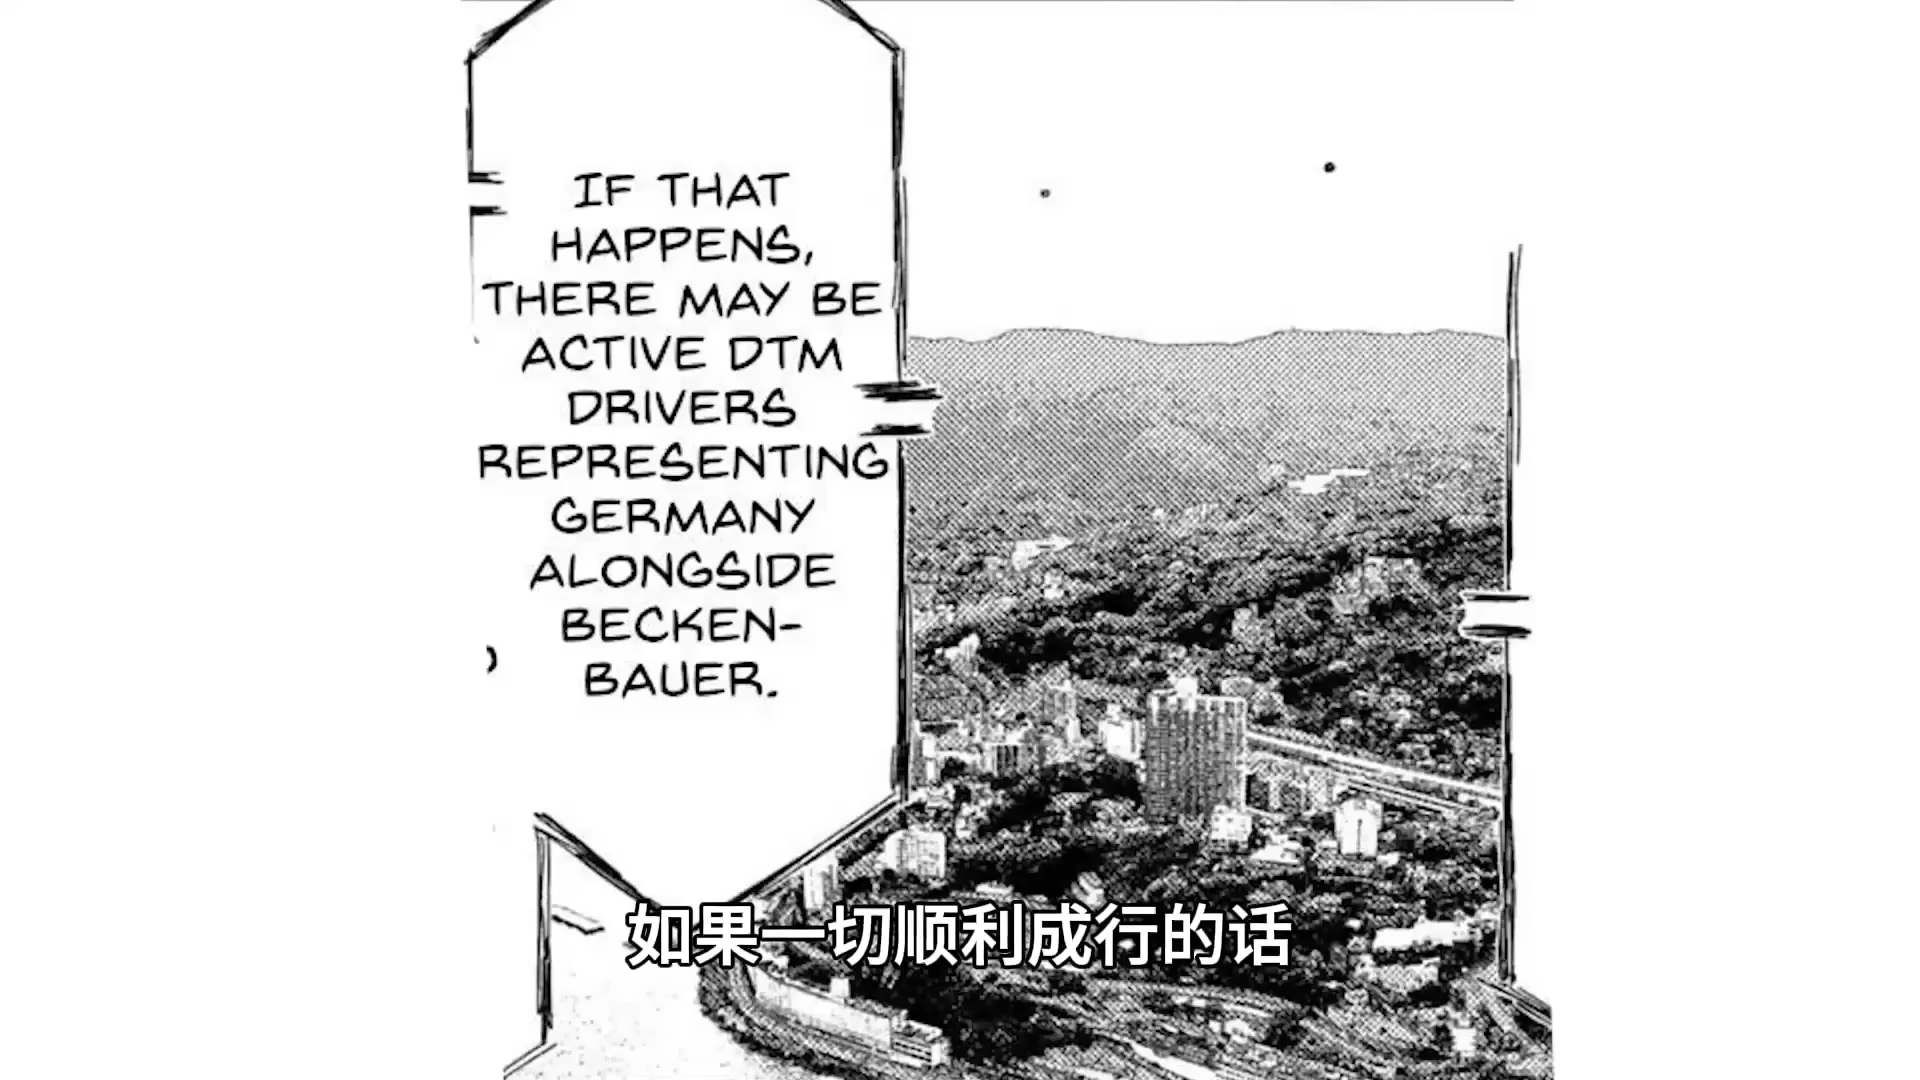 IF THAT
HAPPENS,
THERE MAY BE
ACTIVE DTM
DRIVERS
REPRESENTING
GERMANY
ALONGSIDE
BECKEN-
BAUER.
如果一切顺利成行的话